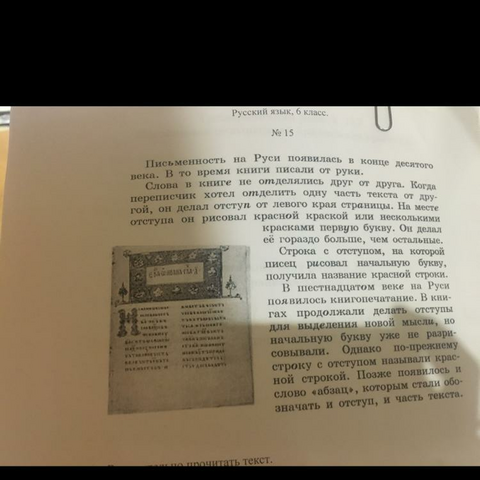 Русский язык, 6 класс.
№ 15
Письменность на Руси появилась в конце десятого
века. В то время книги писали от руки.
Слова в книге не отделялись друг от друга. Когда
переписчик хотел отделить одну часть текста от дру-
гой, он делал отступ от левого края страницы. На месте
отступа он рисовал красной краской или несколькими
красками первую букву. Он делал
её гораздо больше, чем остальные.
Строка с отступом, на которой
писец рисовал начальную букву,
получила название красной строки.
В шестнадцатом веке на Руси
появилось книгопечатание. В кни-
гах продолжали делать отступы
для выделения новой мысли, но
начальную букву уже не разри-
совывали. Однако по-прежнему
строку с отступом называли крас-
ной строкой. Позже появилось и
слово «абзац», которым стали обо-
значать и отступ, и часть текста.
прочитать текст.